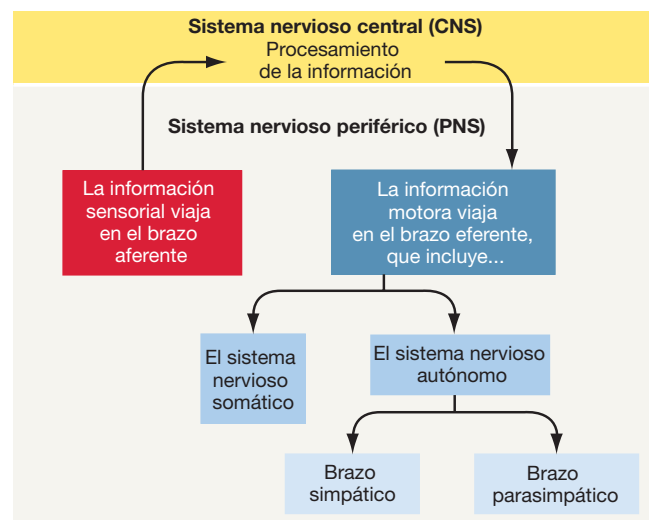 Sistema nervioso central (CNS)
Procesamiento
de la información
Sistema nervioso periférico (PNS)
La información
sensorial viaja
en el brazo
aferente
La información
motora viaja
en el brazo eferente,
que incluye...
El sistema
nervioso
somático
El sistema nervioso
autónomo
Brazo
simpático
Brazo
parasimpático